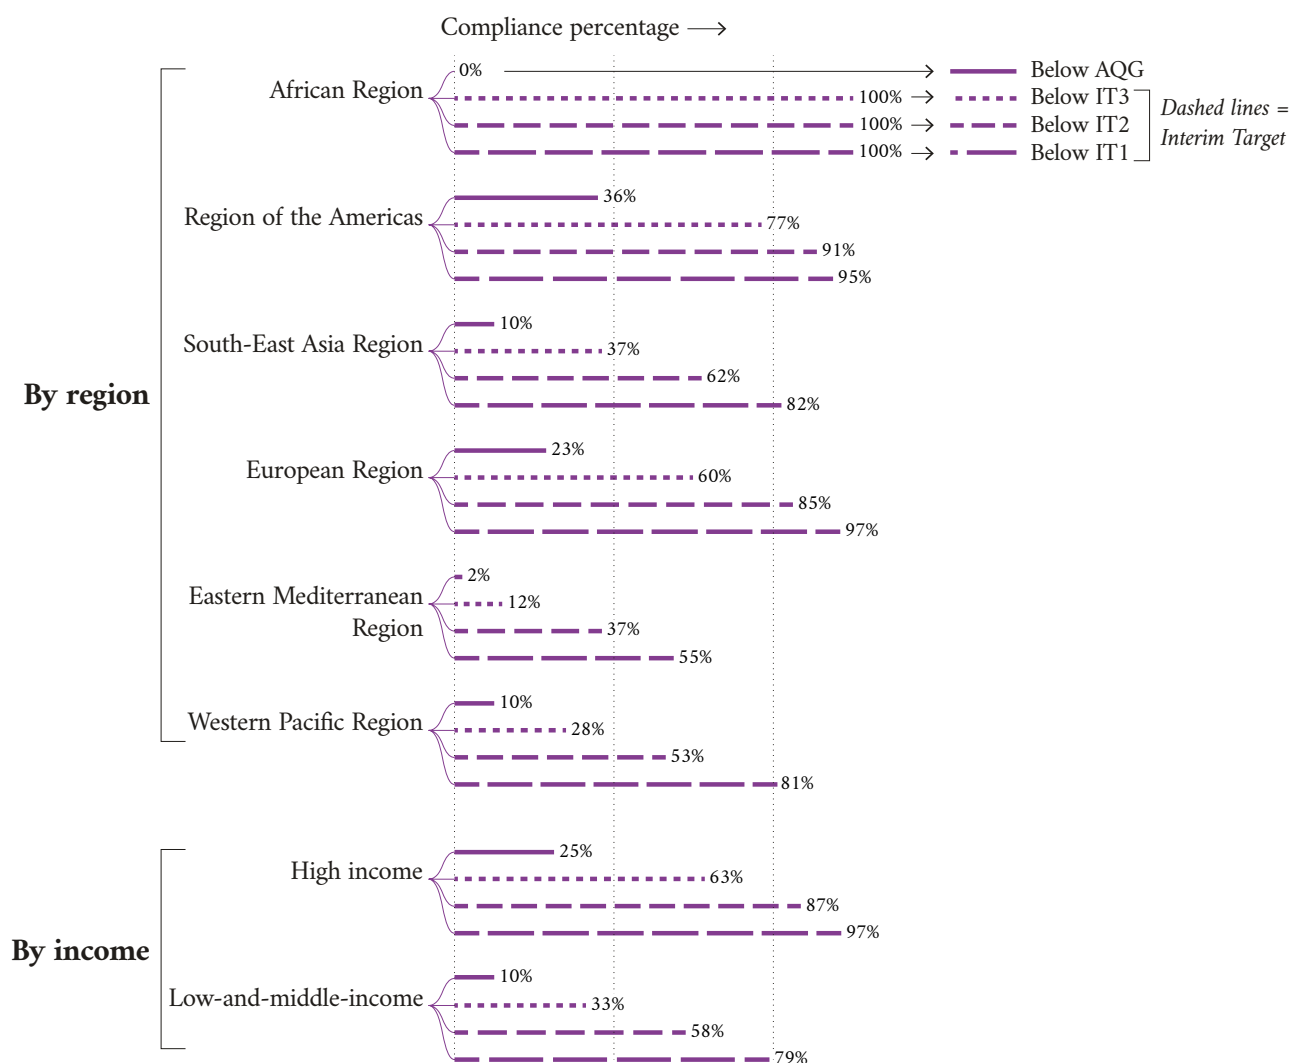 Compliance percentage
By region
African Region
0%
100%
100%
100%
Below AQG
Below IT3
Below IT2
Below IT1
Dashed lines =
Interim Target
Region of the Americas
36%
77%
91%
95%
South-East Asia Region
10%
37%
62%
82%
European Region
23%
60%
85%
97%
Eastern Mediterranean
Region
2%
12%
37%
55%
Western Pacific Region
10%
28%
53%
81%
By income
High income
25%
63%
87%
97%
Low-and-middle-income
10%
33%
58%
79%